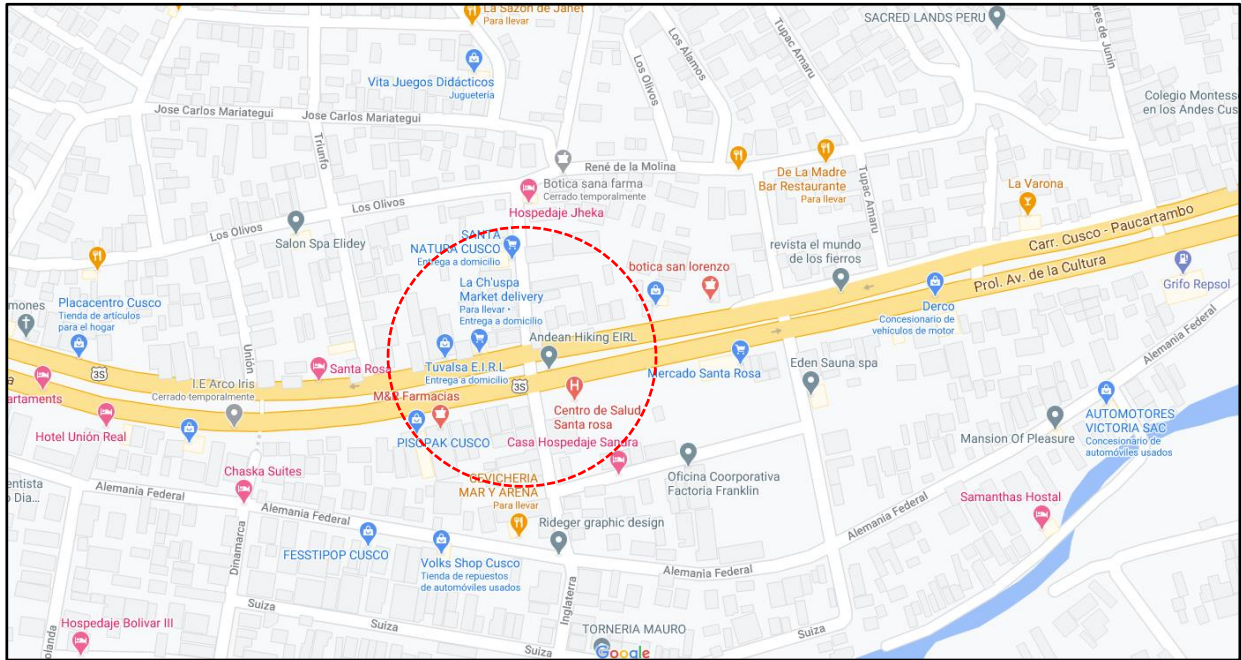 La Sazón de Janet
Para llevar
SACRED LANDS PERU
Tupac Amaru
Los Alamos
Los Olivos
ares de Junin
Vita Juegos Didácticos
Juguetería
Colegio Montess
en los Andes Cus
Jose Carlos Mariategui
Jose Carlos Mariategui
Triunfo
René de la Molina
De La Madre
Bar Restaurante
Para llevar
Tupac Amaru
Botica sana farma
Cerrado temporalmente
La Varona
Hospedaje Jheka
Los Olivos
Los Olivos
Salon Spa Elidey
SANTA
NATURA CUSCO
Entrega a domicilio
revista el mundo
de los fierros
Carr. Cusco - Paucartambo
Prol. Av. de la Cultura
botica san lorenzo
Grifo Repsol
La Ch'uspa
Market delivery
Para llevar •
Entrega a domicilio
mones
Placacentro Cusco
Tienda de artículos
para el hogar
Derco
Concesionario de
vehículos de motor
Andean Hiking EIRL
Alemania Federal
Unión
3S
Santa Rosa
Tuvalsa E.I.R.L
Entrega a domicilio
3S
Mercado Santa Rosa
Eden Sauna spa
a
artaments
I.E Arco Iris
Cerrado temporalmente
M&R Farmacias
Centro de Salud
Santa rosa
AUTOMOTORES
VICTORIA SAC
Concesionario de
automóviles usados
Hotel Unión Real
PISOPAK CUSCO
Casa Hospedaje Sandra
Mansion Of Pleasure
Chaska Suites
Oficina Coorporativa
Factoria Franklin
entista
o Dia...
Alemania Federal
CEVICHERIA
MAR Y ARENA
Para llevar
Samanthas Hostal
Alemania Federal
Rideger graphic design
Alemania Federal
FESSTIPOP CUSCO
Dinamarca
Volks Shop Cusco
Tienda de repuestos
de automóviles usados
Alemania Federal
Inglaterra
Suiza
Hospedaje Bolivar III
olanda
Suiza
TORNERIA MAURO
Suiza
Google